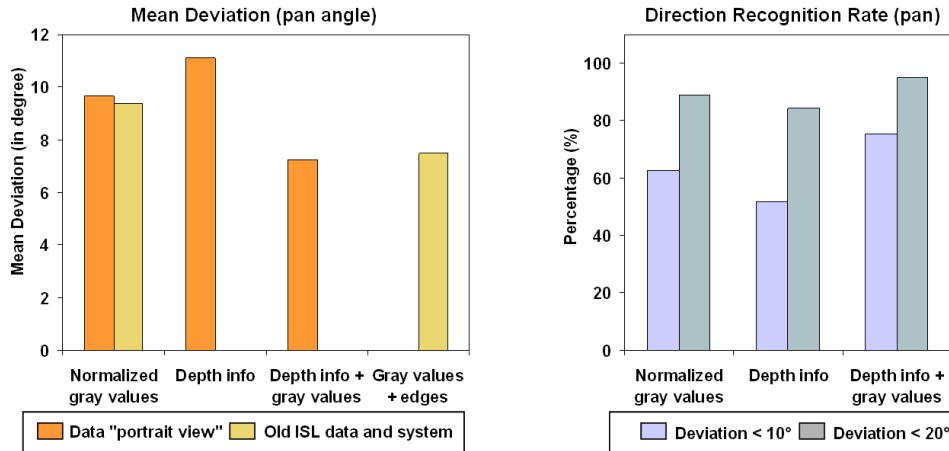 Mean Deviation (pan angle)
12
10
8
6
4
2
0
Mean Deviation (in degree)
Normalized gray values
Depth info
Depth info + gray values
Gray values + edges
Data "portrait view"
Old ISL data and system
Direction Recognition Rate (pan)
100
80
60
40
20
0
Percentage (%)
Normalized gray values
Depth info
Depth info + gray values
Deviation < 10°
Deviation < 20°